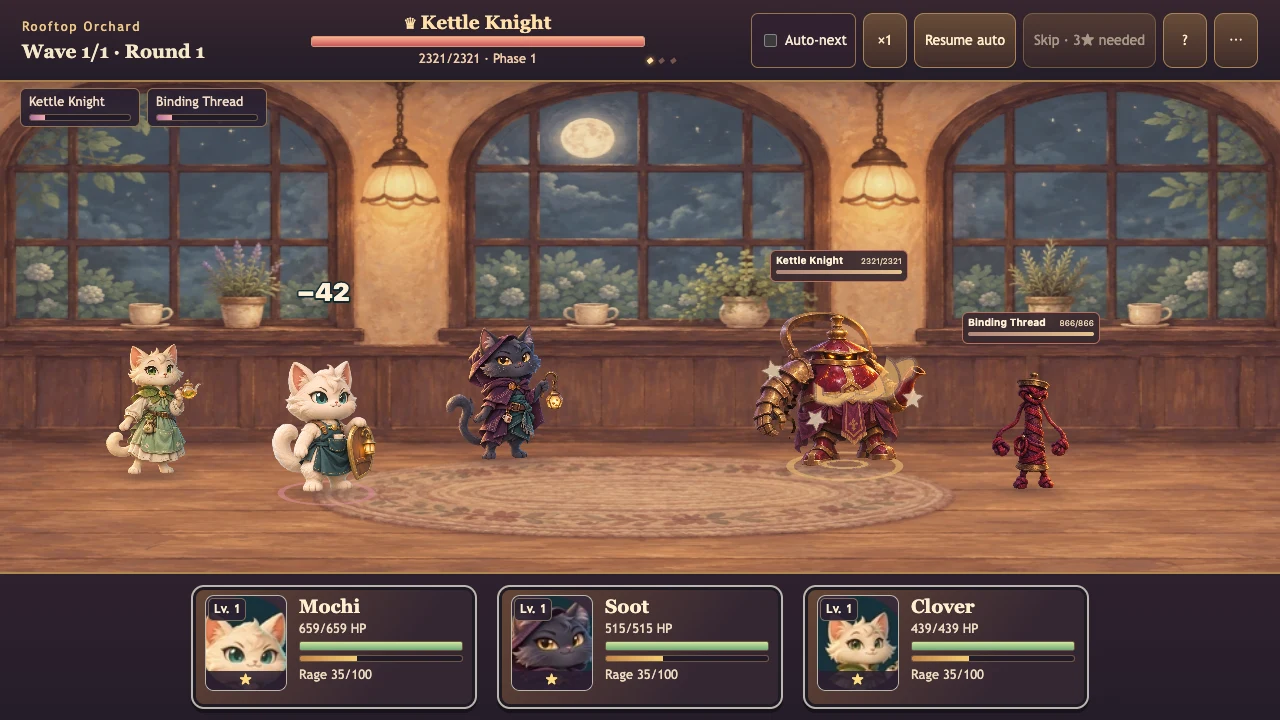 Rooftop Orchard
Wave 1/1 · Round 1
♛ Kettle Knight
2321/2321 · Phase 1
Auto-next
×1
Resume auto
Skip · 3★ needed
?
···
Kettle Knight
Binding Thread
−42
Kettle Knight 2321/2321
Binding Thread 866/866
Lv. 1
Mochi
659/659 HP
Rage 35/100
Lv. 1
Soot
515/515 HP
Rage 35/100
Lv. 1
Clover
439/439 HP
Rage 35/100